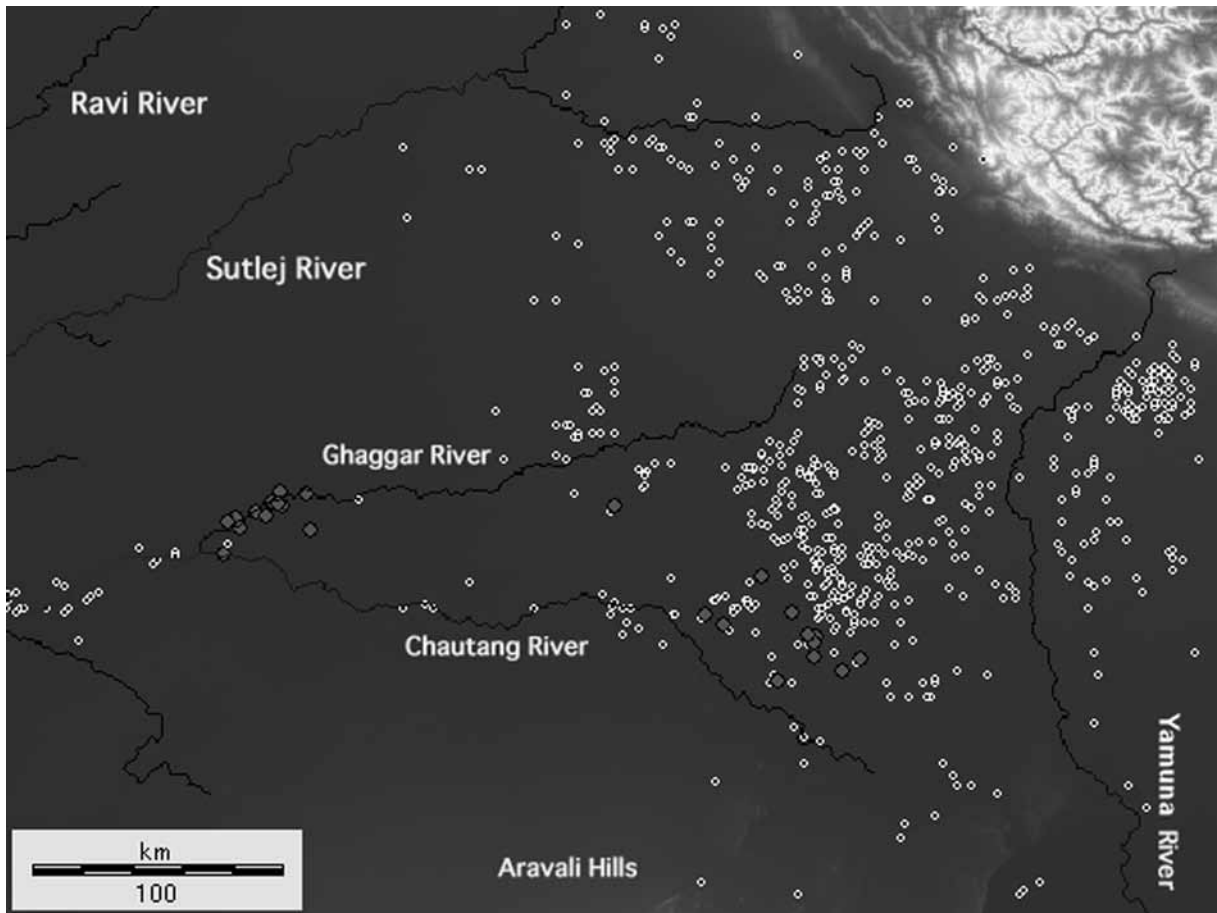 Ravi River
Sutlej River
Ghaggar River
Chautang River
Yamuna River
Aravali Hills
km
100